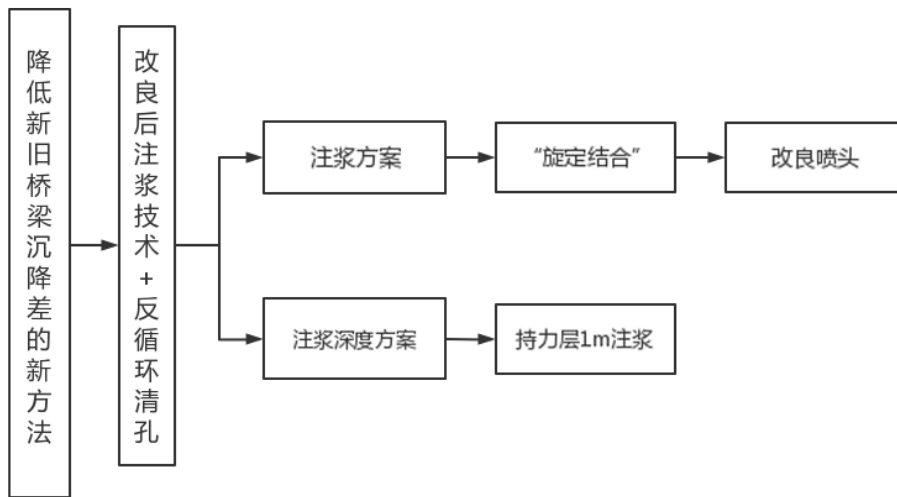 降低新旧桥梁沉降差的新方法
改良后注浆技术+反循环清孔
注浆方案
“旋定结合”
改良喷头
注浆深度方案
持力层1m注浆